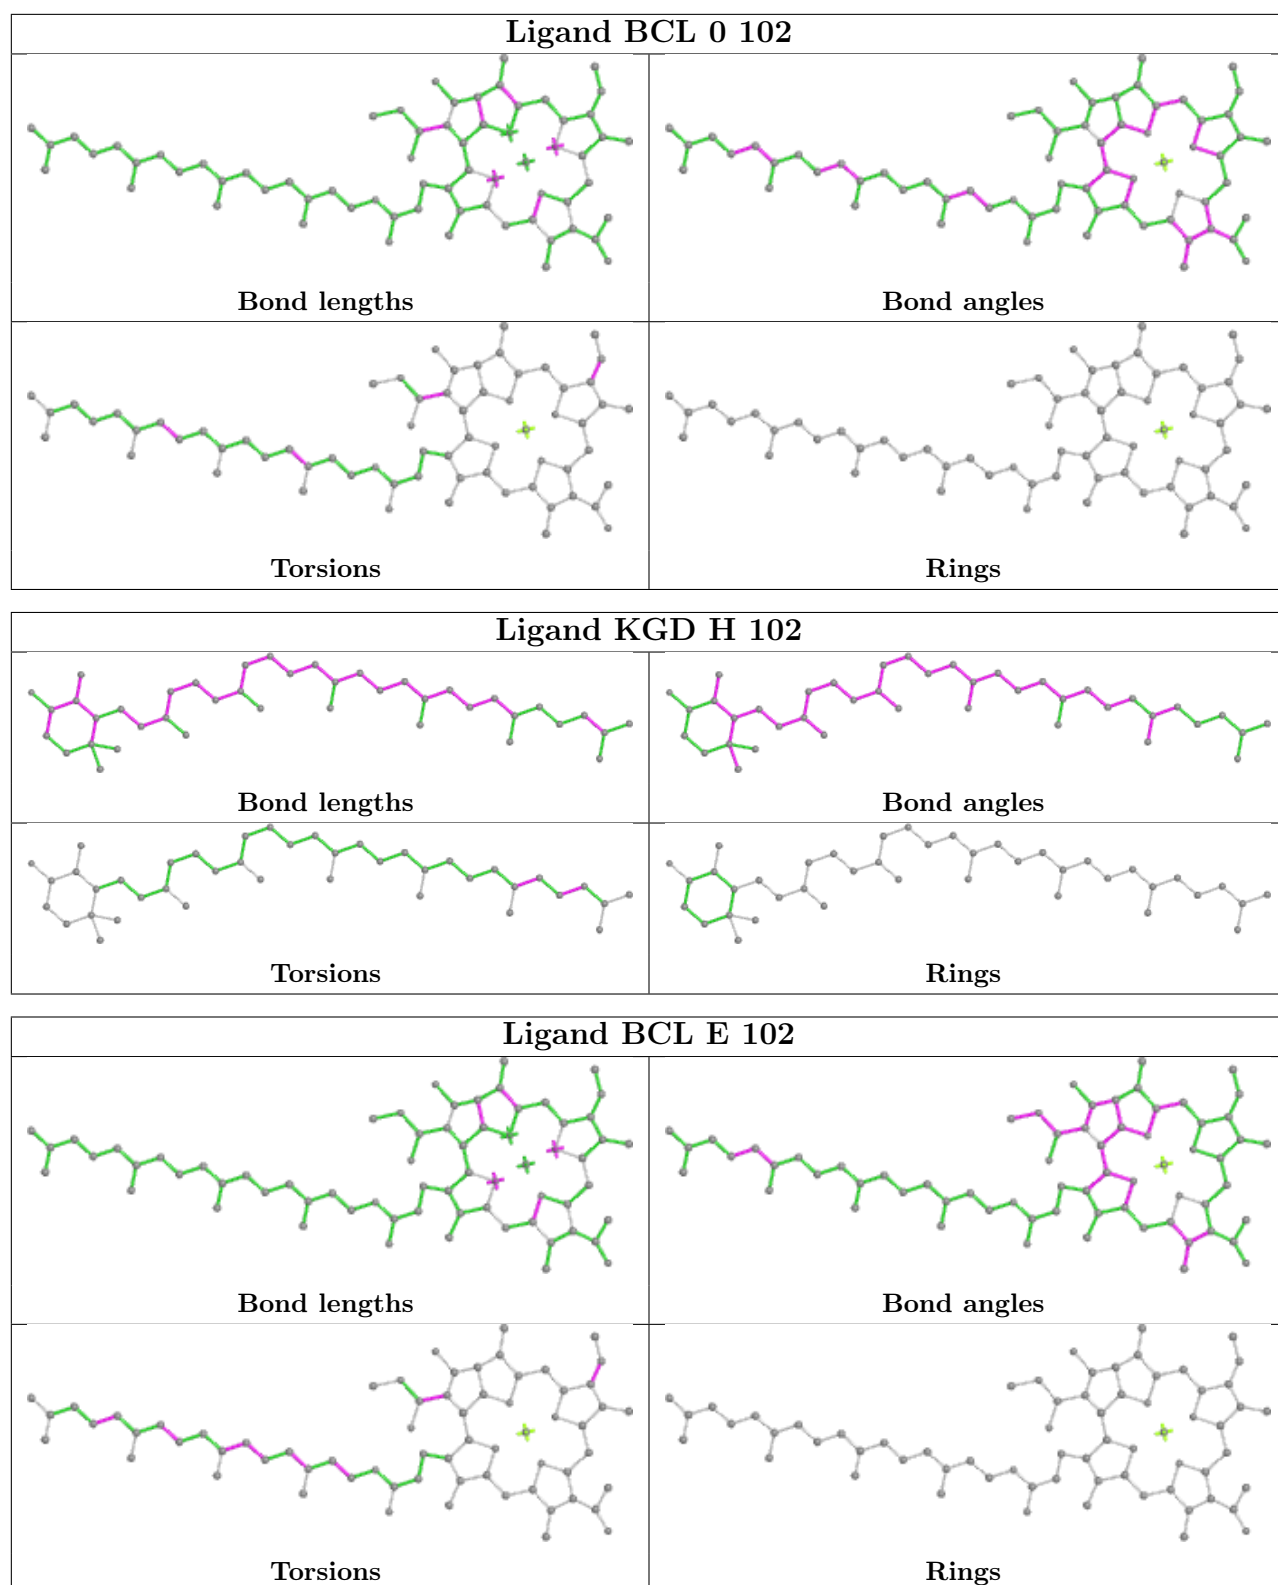 Ligand BCL 0 102
Bond lengths
Bond angles
Torsions
Rings
Ligand KGD H 102
Bond lengths
Bond angles
Torsions
Rings
Ligand BCL E 102
Bond lengths
Bond angles
Torsions
Rings